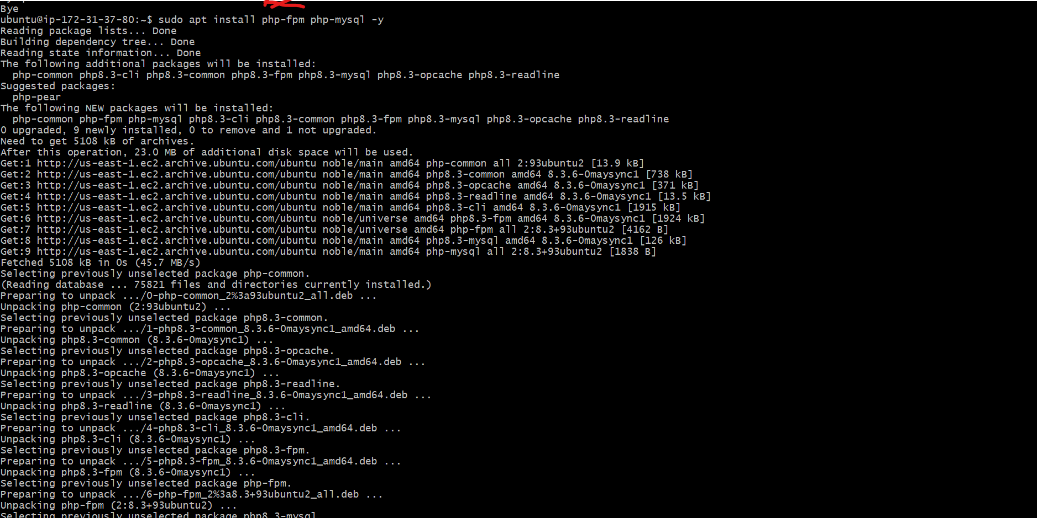 Bye
ubuntu@ip-172-31-37-80:~$ sudo apt install php-fpm php-mysql -y
Reading package lists... Done
Building dependency tree... Done
Reading state information... Done
The following additional packages will be installed:
  php-common php8.3-cli php8.3-common php8.3-fpm php8.3-mysql php8.3-opcache php8.3-readline
Suggested packages:
  php-pear
The following NEW packages will be installed:
  php-common php-fpm php-mysql php8.3-cli php8.3-common php8.3-fpm php8.3-mysql php8.3-opcache php8.3-readline
0 upgraded, 9 newly installed, 0 to remove and 1 not upgraded.
Need to get 5108 kB of archives.
After this operation, 23.0 MB of additional disk space will be used.
Get:1 http://us-east-1.ec2.archive.ubuntu.com/ubuntu noble/main amd64 php-common all 2:93ubuntu2 [13.9 kB]
Get:2 http://us-east-1.ec2.archive.ubuntu.com/ubuntu noble/main amd64 php8.3-common amd64 8.3.6-0maysync1 [738 kB]
Get:3 http://us-east-1.ec2.archive.ubuntu.com/ubuntu noble/main amd64 php8.3-opcache amd64 8.3.6-0maysync1 [371 kB]
Get:4 http://us-east-1.ec2.archive.ubuntu.com/ubuntu noble/main amd64 php8.3-readline amd64 8.3.6-0maysync1 [13.5 kB]
Get:5 http://us-east-1.ec2.archive.ubuntu.com/ubuntu noble/main amd64 php8.3-cli amd64 8.3.6-0maysync1 [1915 kB]
Get:6 http://us-east-1.ec2.archive.ubuntu.com/ubuntu noble/universe amd64 php8.3-fpm amd64 8.3.6-0maysync1 [1924 kB]
Get:7 http://us-east-1.ec2.archive.ubuntu.com/ubuntu noble/universe amd64 php-fpm all 2:8.3+93ubuntu2 [4162 B]
Get:8 http://us-east-1.ec2.archive.ubuntu.com/ubuntu noble/main amd64 php8.3-mysql amd64 8.3.6-0maysync1 [126 kB]
Get:9 http://us-east-1.ec2.archive.ubuntu.com/ubuntu noble/main amd64 php-mysql all 2:8.3+93ubuntu2 [1838 B]
Fetched 5108 kB in 0s (45.7 MB/s)
Selecting previously unselected package php-common.
(Reading database ... 75821 files and directories currently installed.)
Preparing to unpack .../0-php-common_2%3a93ubuntu2_all.deb ...
Unpacking php-common (2:93ubuntu2) ...
Selecting previously unselected package php8.3-common.
Preparing to unpack .../1-php8.3-common_8.3.6-0maysync1_amd64.deb ...
Unpacking php8.3-common (8.3.6-0maysync1) ...
Selecting previously unselected package php8.3-opcache.
Preparing to unpack .../2-php8.3-opcache_8.3.6-0maysync1_amd64.deb ...
Unpacking php8.3-opcache (8.3.6-0maysync1) ...
Selecting previously unselected package php8.3-readline.
Preparing to unpack .../3-php8.3-readline_8.3.6-0maysync1_amd64.deb ...
Unpacking php8.3-readline (8.3.6-0maysync1) ...
Selecting previously unselected package php8.3-cli.
Preparing to unpack .../4-php8.3-cli_8.3.6-0maysync1_amd64.deb ...
Unpacking php8.3-cli (8.3.6-0maysync1) ...
Selecting previously unselected package php8.3-fpm.
Preparing to unpack .../5-php8.3-fpm_8.3.6-0maysync1_amd64.deb ...
Unpacking php8.3-fpm (8.3.6-0maysync1) ...
Selecting previously unselected package php-fpm.
Preparing to unpack .../6-php-fpm_2%3a8.3+93ubuntu2_all.deb ...
Unpacking php-fpm (2:8.3+93ubuntu2) ...
Selecting previously unselected package php8.3-mysql.